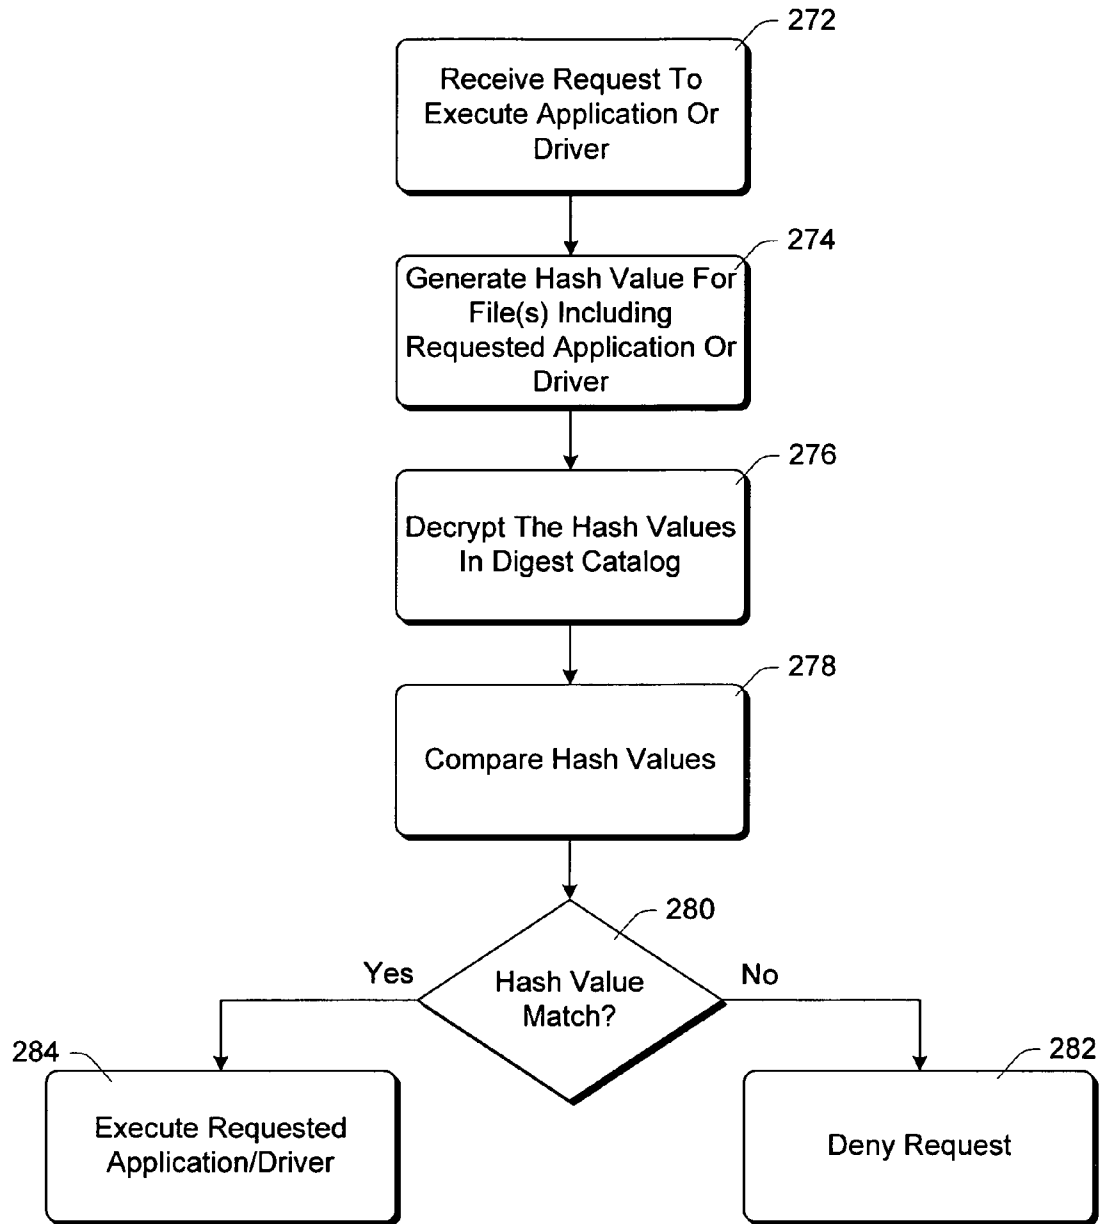 272
Receive Request To
Execute Application Or
Driver
274
Generate Hash Value For
File(s) Including
Requested Application Or
Driver
276
Decrypt The Hash Values
In Digest Catalog
278
Compare Hash Values
280
Hash Value
Match?
Yes
No
284
Execute Requested
Application/Driver
282
Deny Request